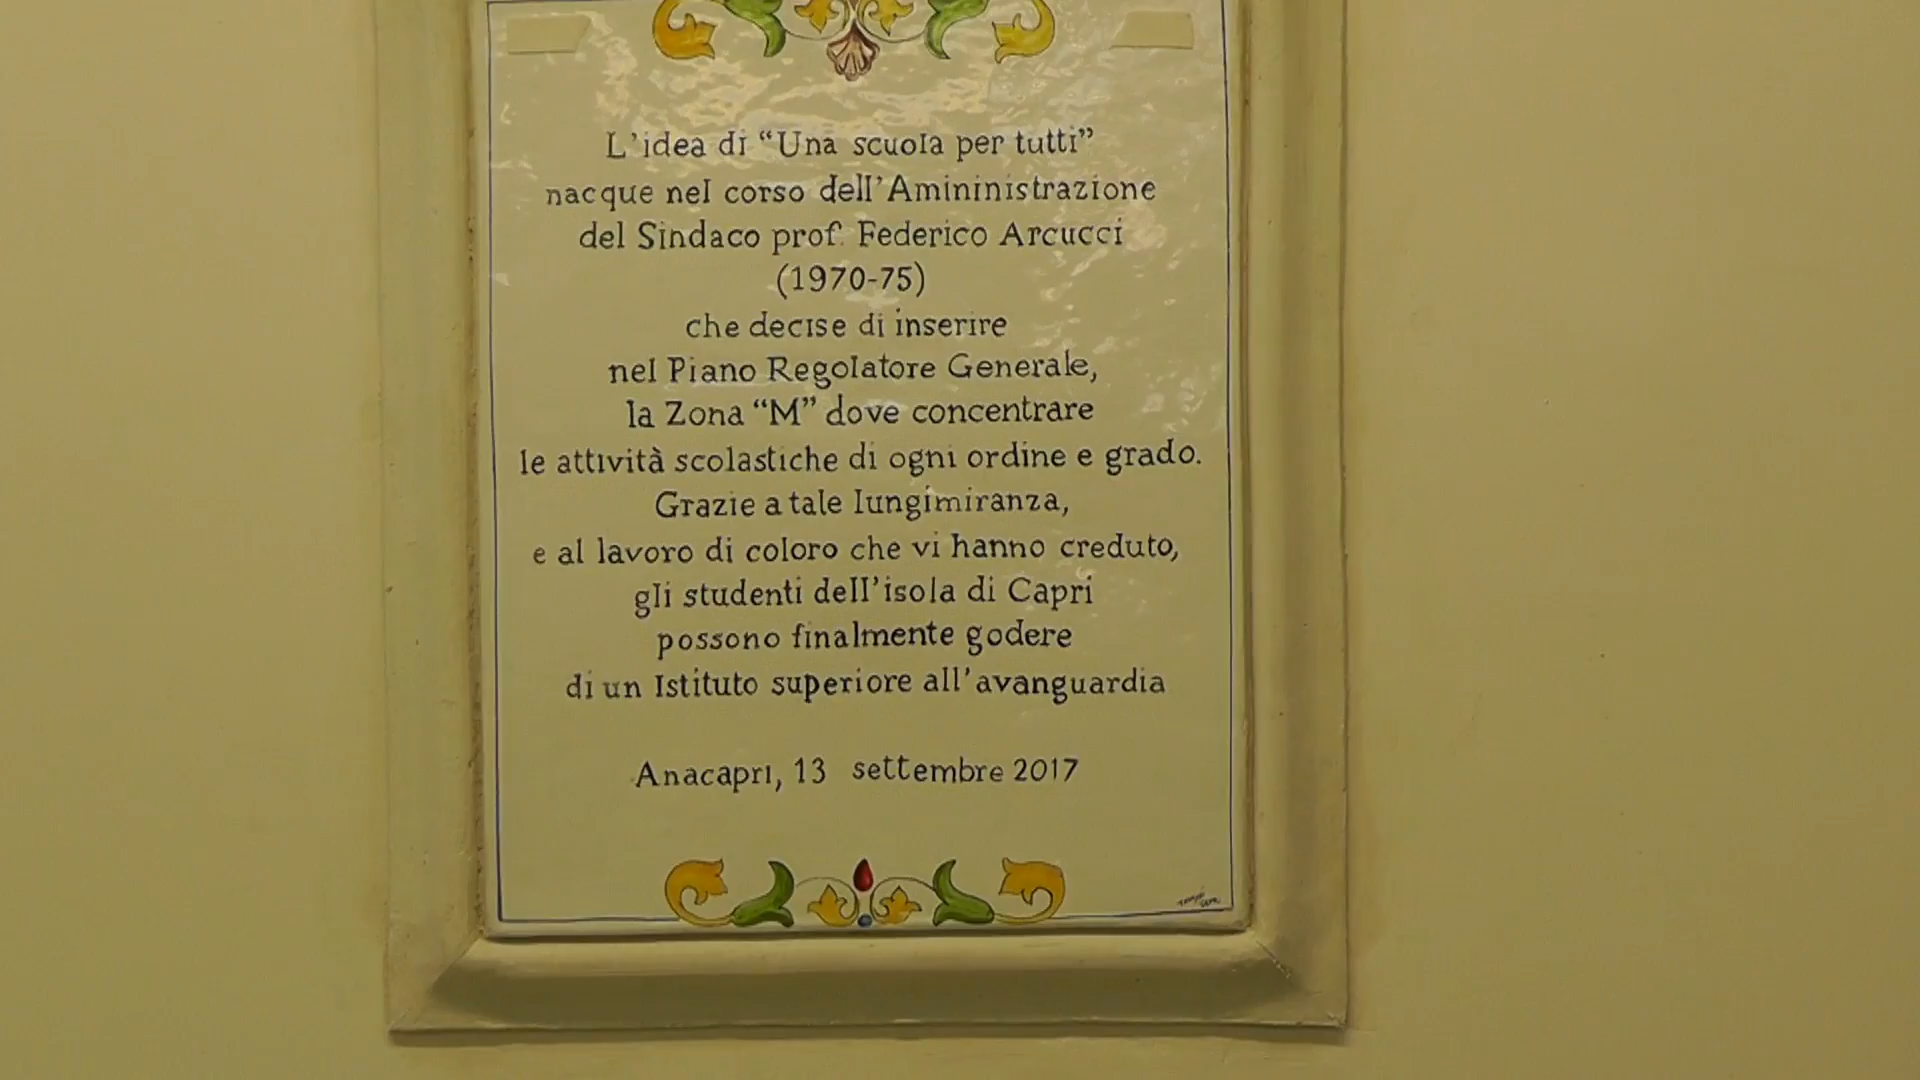 L'idea di “Una scuola per tutti”
nacque nel corso dell'Amininistrazione
del Sindaco prof. Federico Arcucci
(1970-75)
che decise di inserire
nel Piano Regolatore Generale,
la Zona “M” dove concentrare
le attività scolastiche di ogni ordine e grado.
Grazie a tale lungimiranza,
e al lavoro di coloro che vi hanno creduto,
gli studenti dell'isola di Capri
possono finalmente godere
di un Istituto superiore all'avanguardia
Anacapri, 13 settembre 2017